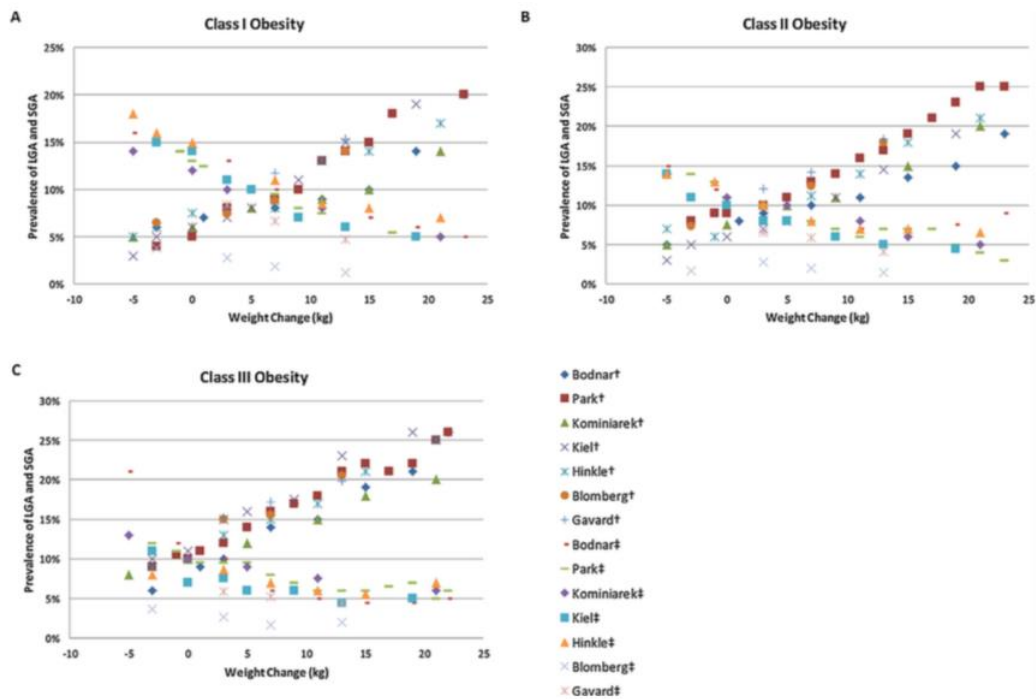 A
Class I Obesity
25%
20%
15%
10%
5%
0%
-10 -5 0 5 10 15 20 25
Prevalence of LGA and SGA
Weight Change (kg)
B
Class II Obesity
30%
25%
20%
15%
10%
5%
0%
-10 -5 0 5 10 15 20 25
Prevalence of LGA and SGA
Weight Change (kg)
C
Class III Obesity
30%
25%
20%
15%
10%
5%
0%
-10 -5 0 5 10 15 20 25
Prevalence of LGA and SGA
Weight Change (kg)
Bodnar†
Park†
Kominiarek†
Kiel†
Hinkle†
Blomberg†
Gavard†
Bodnar‡
Park‡
Kominiarek‡
Kiel‡
Hinkle‡
Blomberg‡
Gavard‡